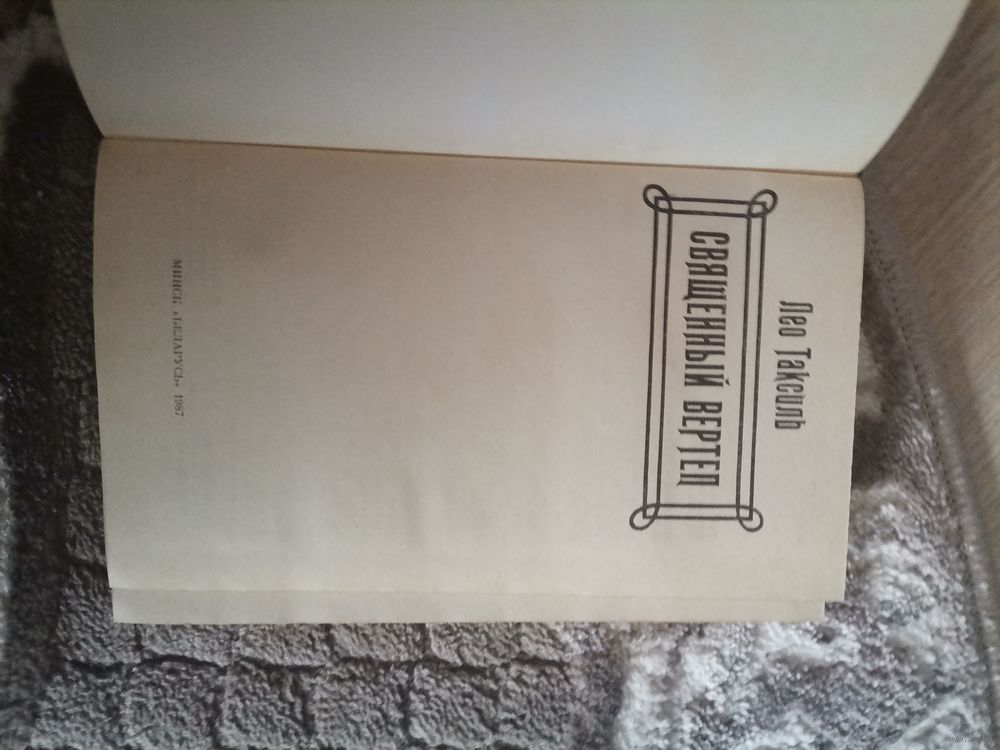 Лео Таксиль
СВЯЩЕННЫЙ ВЕРТЕП
МИНСК «БЕЛАРУСЬ» 1987